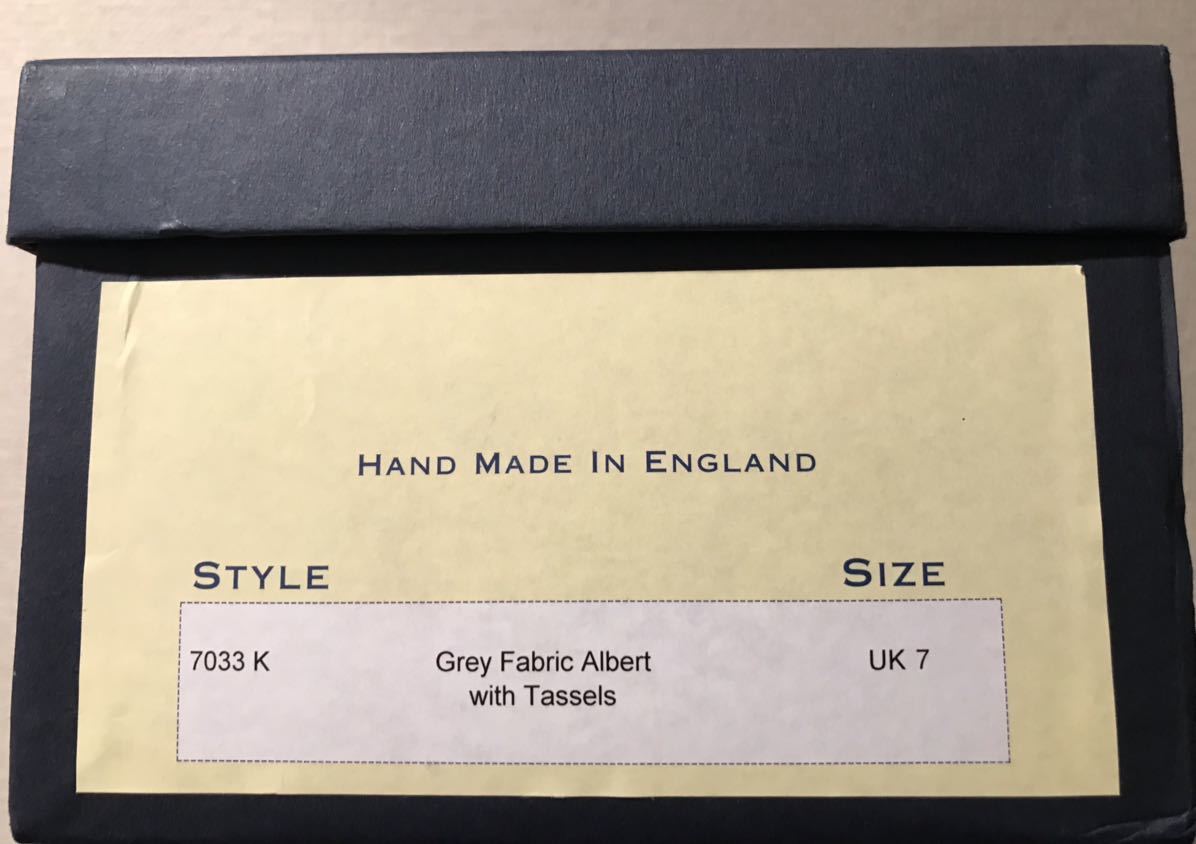 Hand Made In England
Style Size
7033 K Grey Fabric Albert UK 7
with Tassels